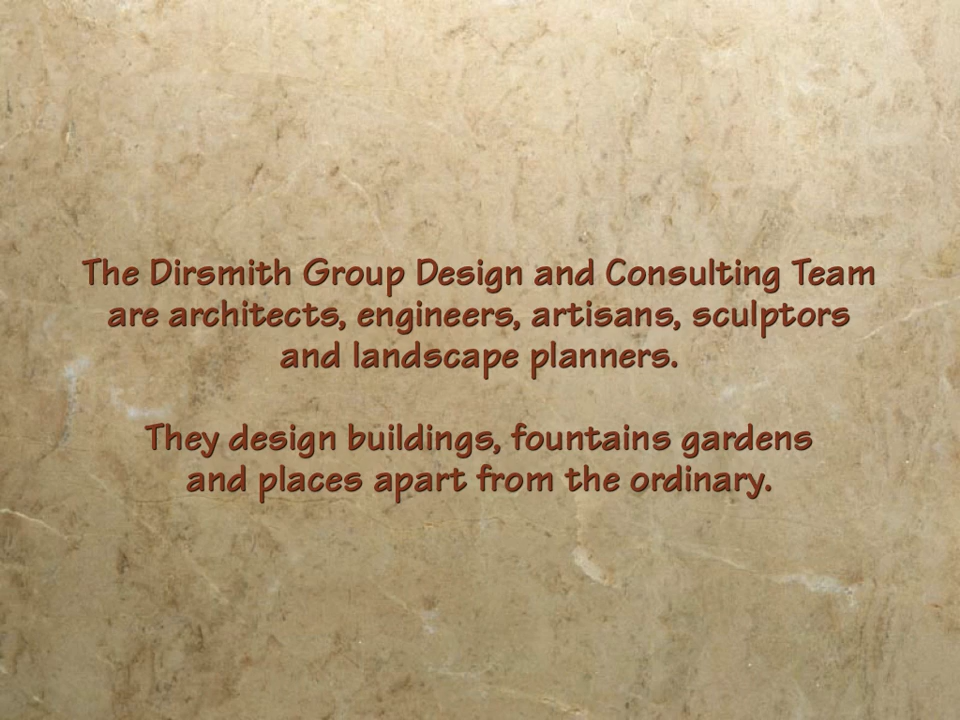 The Dirsmith Group Design and Consulting Team
are architects, engineers, artisans, sculptors
and landscape planners.
They design buildings, fountains gardens
and places apart from the ordinary.